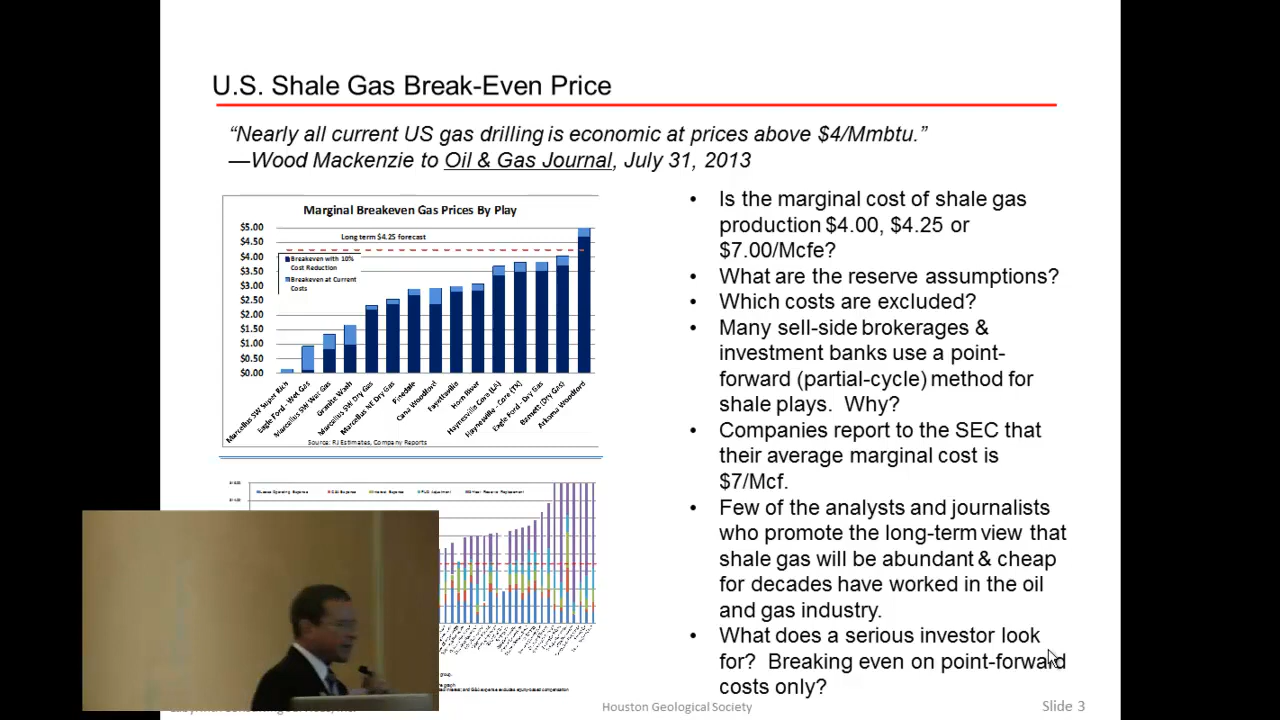 U.S. Shale Gas Break-Even Price
“Nearly all current US gas drilling is economic at prices above $4/Mmbtu.”
—Wood Mackenzie to Oil & Gas Journal, July 31, 2013
Marginal Breakeven Gas Prices By Play
$5.00
$4.50
$4.00
$3.50
$3.00
$2.50
$2.00
$1.50
$1.00
$0.50
$0.00
Long term $4.25 forecast
Breakeven with 10%
Cost Reduction
Breakeven at Current
Costs
Marcellus SW Super Rich
Eagle Ford - Wet Gas
Marcellus SW Wet Gas
Granite Wash
Marcellus SW Dry Gas
Marcellus NE Dry Gas
Pinedale
Cana Woodford
Fayetteville
Horn River
Haynesville Core (LA)
Haynesville - Core (TX)
Eagle Ford - Dry Gas
Barnett (Dry Gas)
Arkoma Woodford
Source: RJ Estimates, Company Reports
• Is the marginal cost of shale gas
production $4.00, $4.25 or
$7.00/Mcfe?
• What are the reserve assumptions?
• Which costs are excluded?
• Many sell-side brokerages &
investment banks use a point-
forward (partial-cycle) method for
shale plays. Why?
• Companies report to the SEC that
their average marginal cost is
$7/Mcf.
• Few of the analysts and journalists
who promote the long-term view that
shale gas will be abundant & cheap
for decades have worked in the oil
and gas industry.
• What does a serious investor look
for? Breaking even on point-forward
costs only?
Houston Geological Society
Slide 3